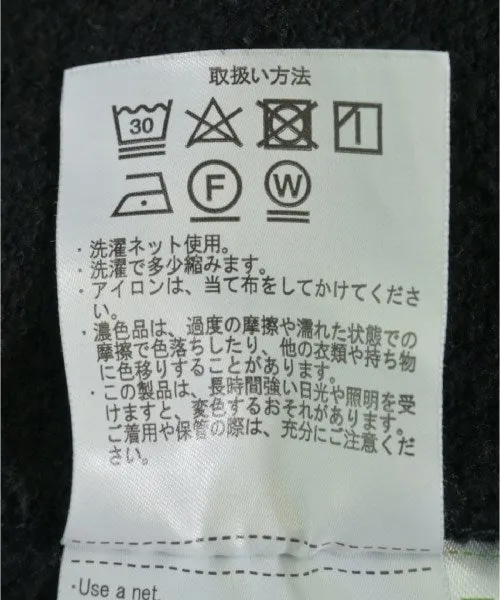 取扱い方法
30
F W
・洗濯ネット使用。
・洗濯で多少縮みます。
・アイロンは、当て布をしてかけてくださ
い。
・濃色品は、過度の摩擦や濡れた状態での
摩擦で色落ちしたり、他の衣類や持ち物
に色移りすることがあります。
・この製品は、長時間強い日光や照明を受
けますと、変色するおそれがあります。
ご着用や保管の際は、充分にご注意くだ
さい。
・Use a net.